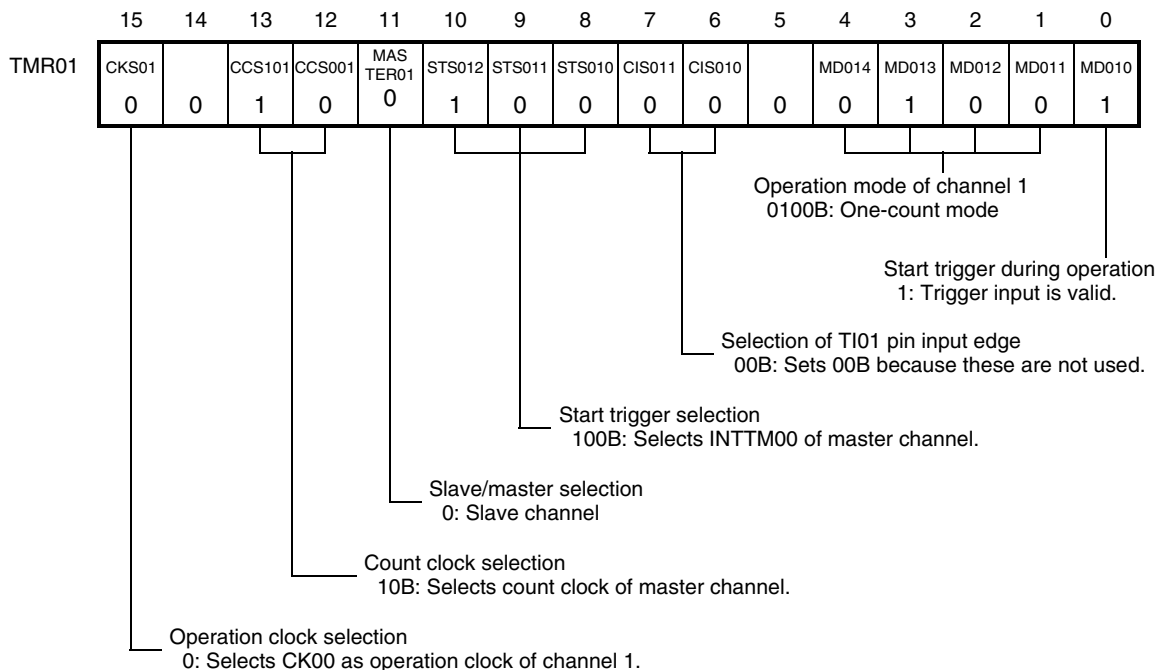 15 14 13 12 11 10 9 8 7 6 5 4 3 2 1 0
TMR01
CKS01 CCS101 CCS001 MAS TER01 STS012 STS011 STS010 CIS011 CIS010 MD014 MD013 MD012 MD011 MD010
0 0 1 0 0 1 0 0 0 0 0 0 1 0 0 1
Operation mode of channel 1
0100B: One-count mode
Start trigger during operation
1: Trigger input is valid.
Selection of TI01 pin input edge
00B: Sets 00B because these are not used.
Start trigger selection
100B: Selects INTTM00 of master channel.
Slave/master selection
0: Slave channel
Count clock selection
10B: Selects count clock of master channel.
Operation clock selection
0: Selects CK00 as operation clock of channel 1.